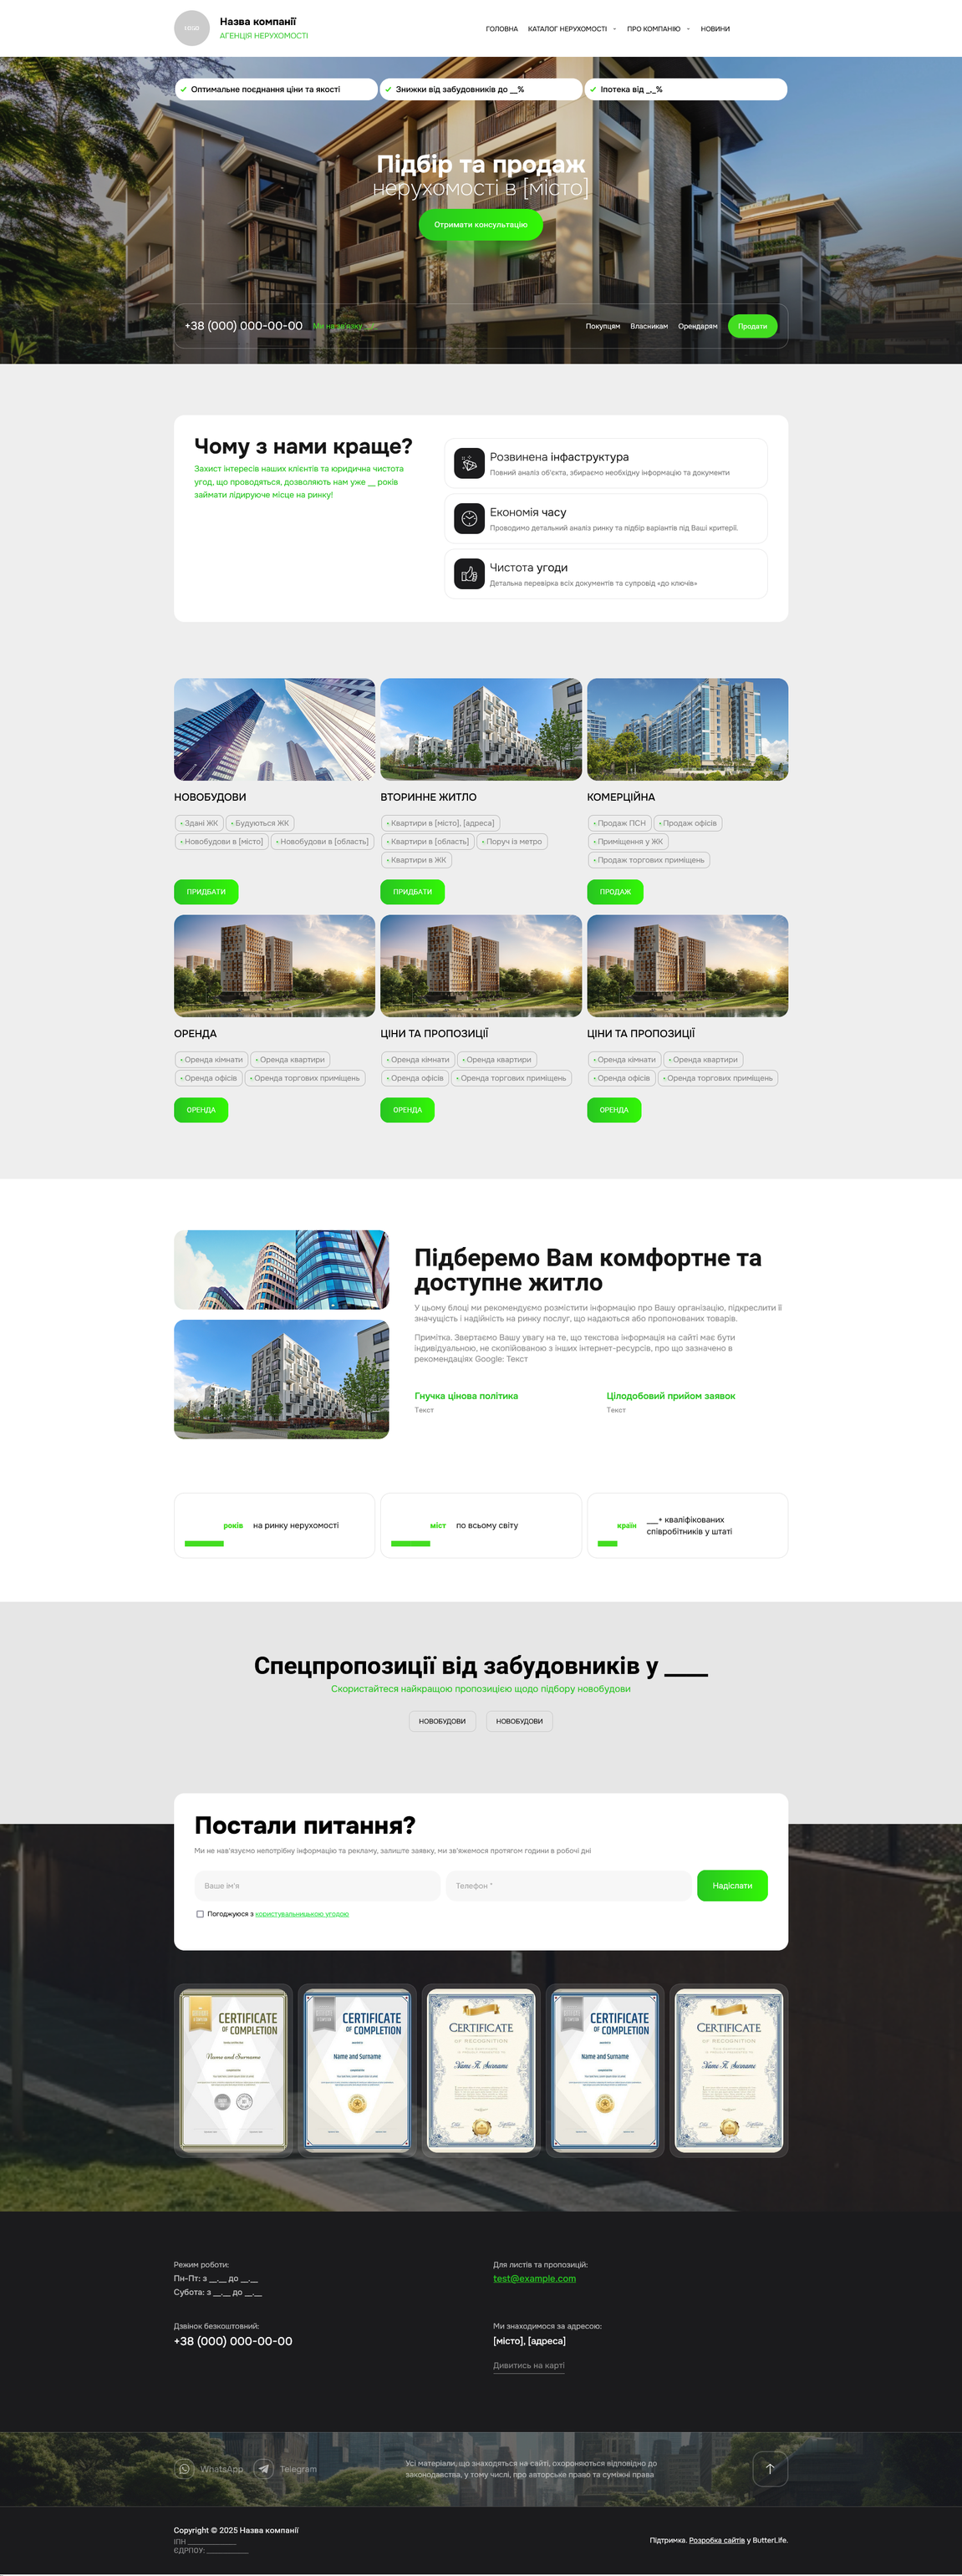 LOGO
Назва компанії
АГЕНЦІЯ НЕРУХОМОСТІ
ГОЛОВНА КАТАЛОГ НЕРУХОМОСТІ ПРО КОМПАНІЮ НОВИНИ
Оптимальне поєднання ціни та якості
Знижки від забудовників до __%
Іпотека від _._%
Підбір та продаж
нерухомості в [місто]
Отримати консультацію
+38 (000) 000-00-00 Ми на зв'язку
Покупцям Власникам Орендарям Продати
Чому з нами краще?
Захист інтересів наших клієнтів та юридична чистота
угод, що проводяться, дозволяють нам уже __ років
займати лідируюче місце на ринку!
Розвинена інфаструктура
Повний аналіз об'єкта, збираємо необхідну інформацію та документи
Економія часу
Проводимо детальний аналіз ринку та підбір варіантів під Ваші критерії.
Чистота угоди
Детальна перевірка всіх документів та супровід «до ключів»
НОВОБУДОВИ
Здані ЖК Будуються ЖК
Новобудови в [місто] Новобудови в [область]
ПРИДБАТИ
ВТОРИННЕ ЖИТЛО
Квартири в [місто], [адреса]
Квартири в [область] Поруч із метро
Квартири в ЖК
ПРИДБАТИ
КОМЕРЦІЙНА
Продаж ПСН Продаж офісів
Приміщення у ЖК
Продаж торгових приміщень
ПРОДАЖ
ОРЕНДА
Оренда кімнати Оренда квартири
Оренда офісів Оренда торгових приміщень
ОРЕНДА
ЦІНИ ТА ПРОПОЗИЦІЇ
Оренда кімнати Оренда квартири
Оренда офісів Оренда торгових приміщень
ОРЕНДА
ЦІНИ ТА ПРОПОЗИЦІЇ
Оренда кімнати Оренда квартири
Оренда офісів Оренда торгових приміщень
ОРЕНДА
Підберемо Вам комфортне та
доступне житло
У цьому блоці ми рекомендуємо розмістити інформацію про Вашу організацію, підкреслити її
значущість і надійність на ринку послуг, що надаються або пропонованих товарів.
Примітка. Звертаємо Вашу увагу на те, що текстова інформація на сайті має бути
індивідуальною, не скопійованою з інших інтернет-ресурсів, про що зазначено в
рекомендаціях Google: Текст
Гнучка цінова політика
Текст
Цілодобовий прийом заявок
Текст
__ років на ринку нерухомості
__ міст по всьому світу
_ країн
___+ кваліфікованих
співробітників у штаті
Спецпропозиції від забудовників у ____
Скористайтеся найкращою пропозицією щодо підбору новобудови
НОВОБУДОВИ НОВОБУДОВИ
Постали питання?
Ми не нав'язуємо непотрібну інформацію та рекламу, залиште заявку, ми зв'яжемося протягом години в робочі дні
Ваше ім'я
Телефон *
Надіслати
Погоджуюся з користувальницькою угодою
CERTIFICATE
OF COMPLETION
Name and Surname
CERTIFICATE
OF COMPLETION
Name and Surname
CERTIFICATE
OF RECOGNITION
Name H. Surname
CERTIFICATE
OF COMPLETION
Name and Surname
CERTIFICATE
OF RECOGNITION
Name H. Surname
Режим роботи:
Пн-Пт: з __.__ до __.__
Субота: з __.__ до __.__
Для листів та пропозицій:
test@example.com
Дзвінок безкоштовний:
+38 (000) 000-00-00
Ми знаходимося за адресою:
[місто], [адреса]
Дивитись на карті
WhatsApp Telegram
Усі матеріали, що знаходяться на сайті, охороняються відповідно до
законодавства, у тому числі, про авторське право та суміжні права
Copyright © 2025 Назва компанії
ІПН ______________
ЄДРПОУ: ____________
Підтримка. Розробка сайтів у ButterLife.